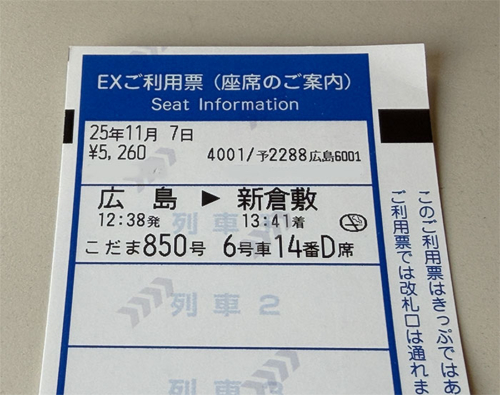 EXご利用票（座席のご案内）
Seat Information
25年11月 7日
¥5,260 4001/予2288広島6001
広 島 ▶ 新倉敷
12:38発 13:41着
こだま850号 6号車14番D席
列車2
列車3
このご利用票はきっぷではあ
ご利用票では改札口は通れま